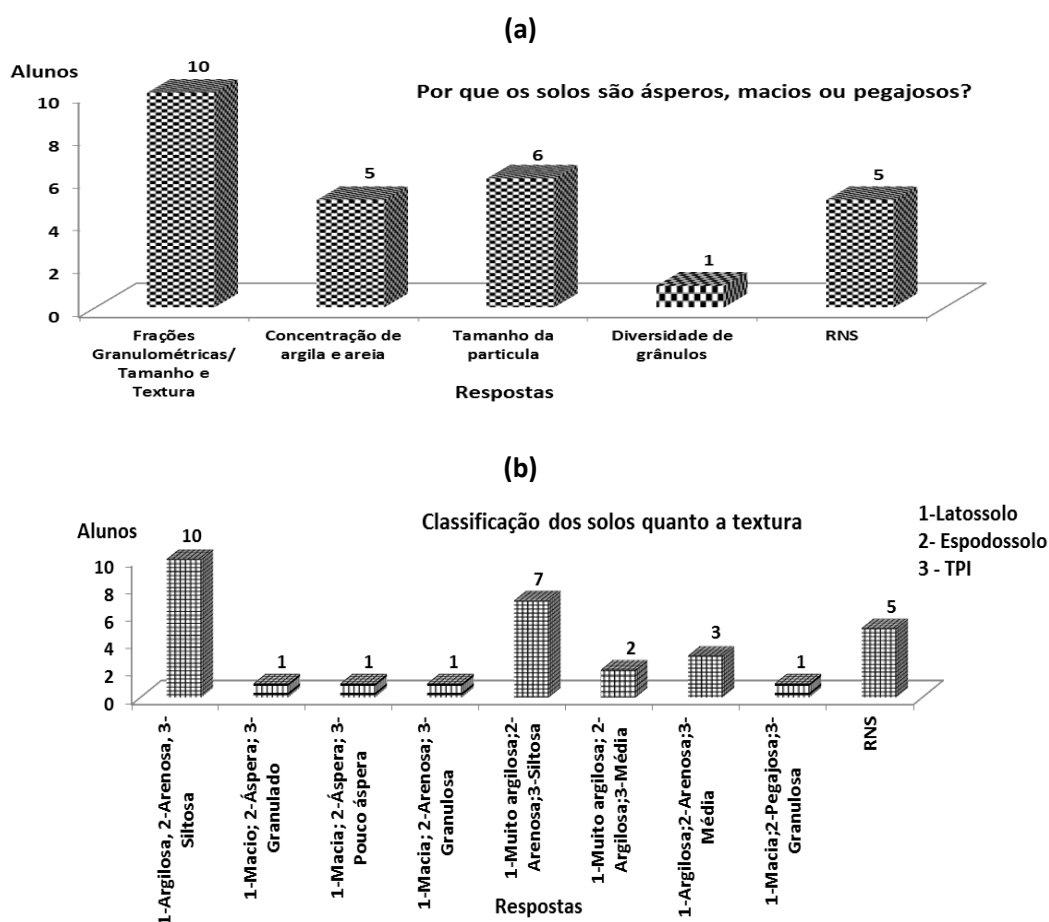 (a)
Alunos
Por que os solos são ásperos, macios ou pegajosos?
10
8
6
4
2
0
10
5
6
1
5
Frações
Granulométricas/
Tamanho e
Textura
Concentração de
argila e areia
Tamanho da
particula
Diversidade de
grânulos
RNS
Respostas
(b)
Alunos
Classificação dos solos quanto a textura
1-Latossolo
2- Espodossolo
3 - TPI
10
8
6
4
2
0
10
1
1
1
7
2
3
1
5
1-Argilosa, 2-Arenosa, 3-
Siltosa
1-Macio; 2-Áspera; 3-
Granulado
1-Macia; 2-Áspera; 3-
Pouco áspera
1-Macia; 2-Arenosa; 3-
Granulosa
1-Muito argilosa;2-
Arenosa;3-Siltosa
1-Muito argilosa; 2-
Argilosa;3-Média
1-Argilosa;2-Arenosa;3-
Média
1-Macia;2-Pegajosa;3-
Granulosa
RNS
Respostas